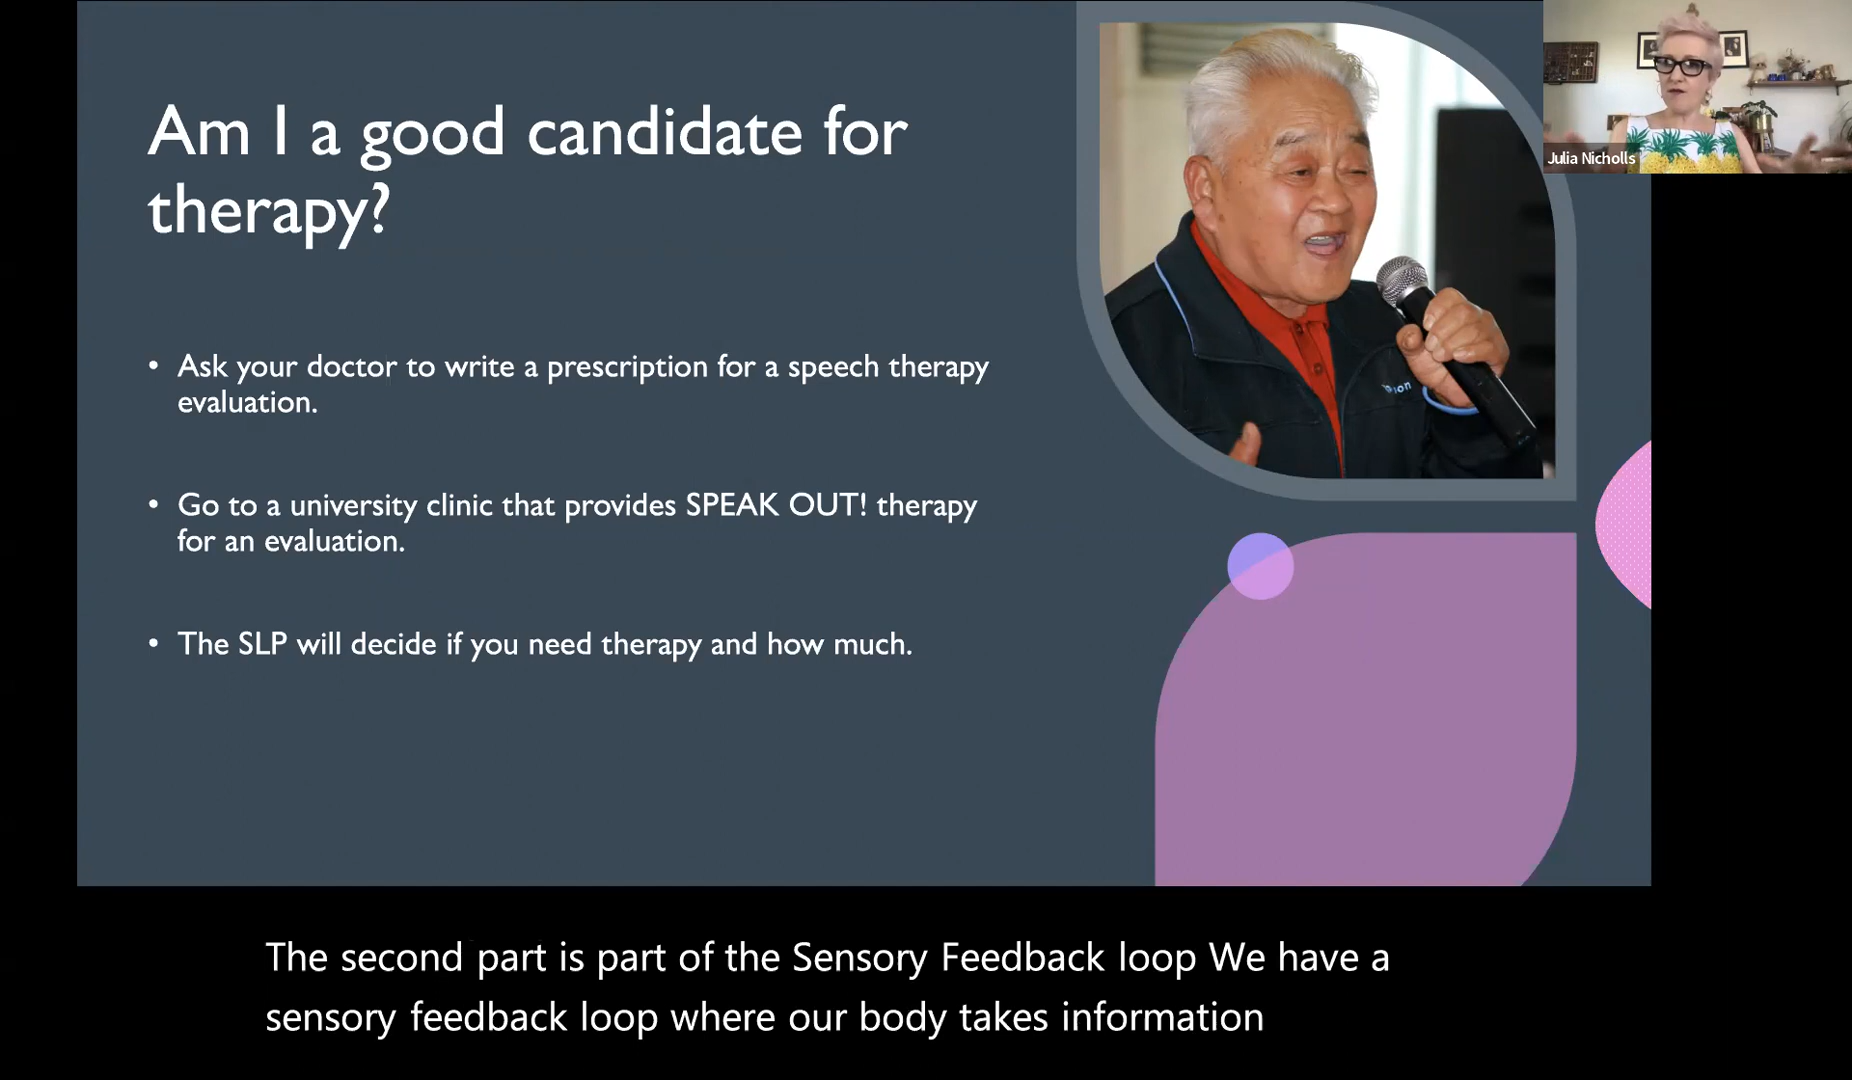 Am I a good candidate for
therapy?
• Ask your doctor to write a prescription for a speech therapy
evaluation.
• Go to a university clinic that provides SPEAK OUT! therapy
for an evaluation.
• The SLP will decide if you need therapy and how much.
Julia Nicholls
The second part is part of the Sensory Feedback loop We have a
sensory feedback loop where our body takes information